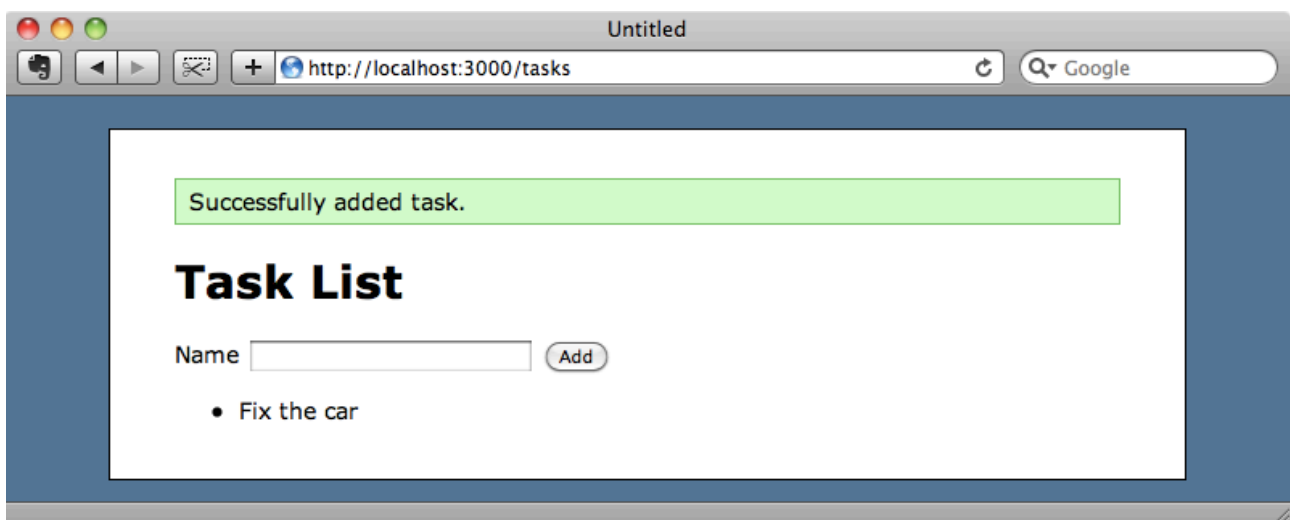 Untitled
http://localhost:3000/tasks
Google
Successfully added task.
Task List
Name
Add
Fix the car